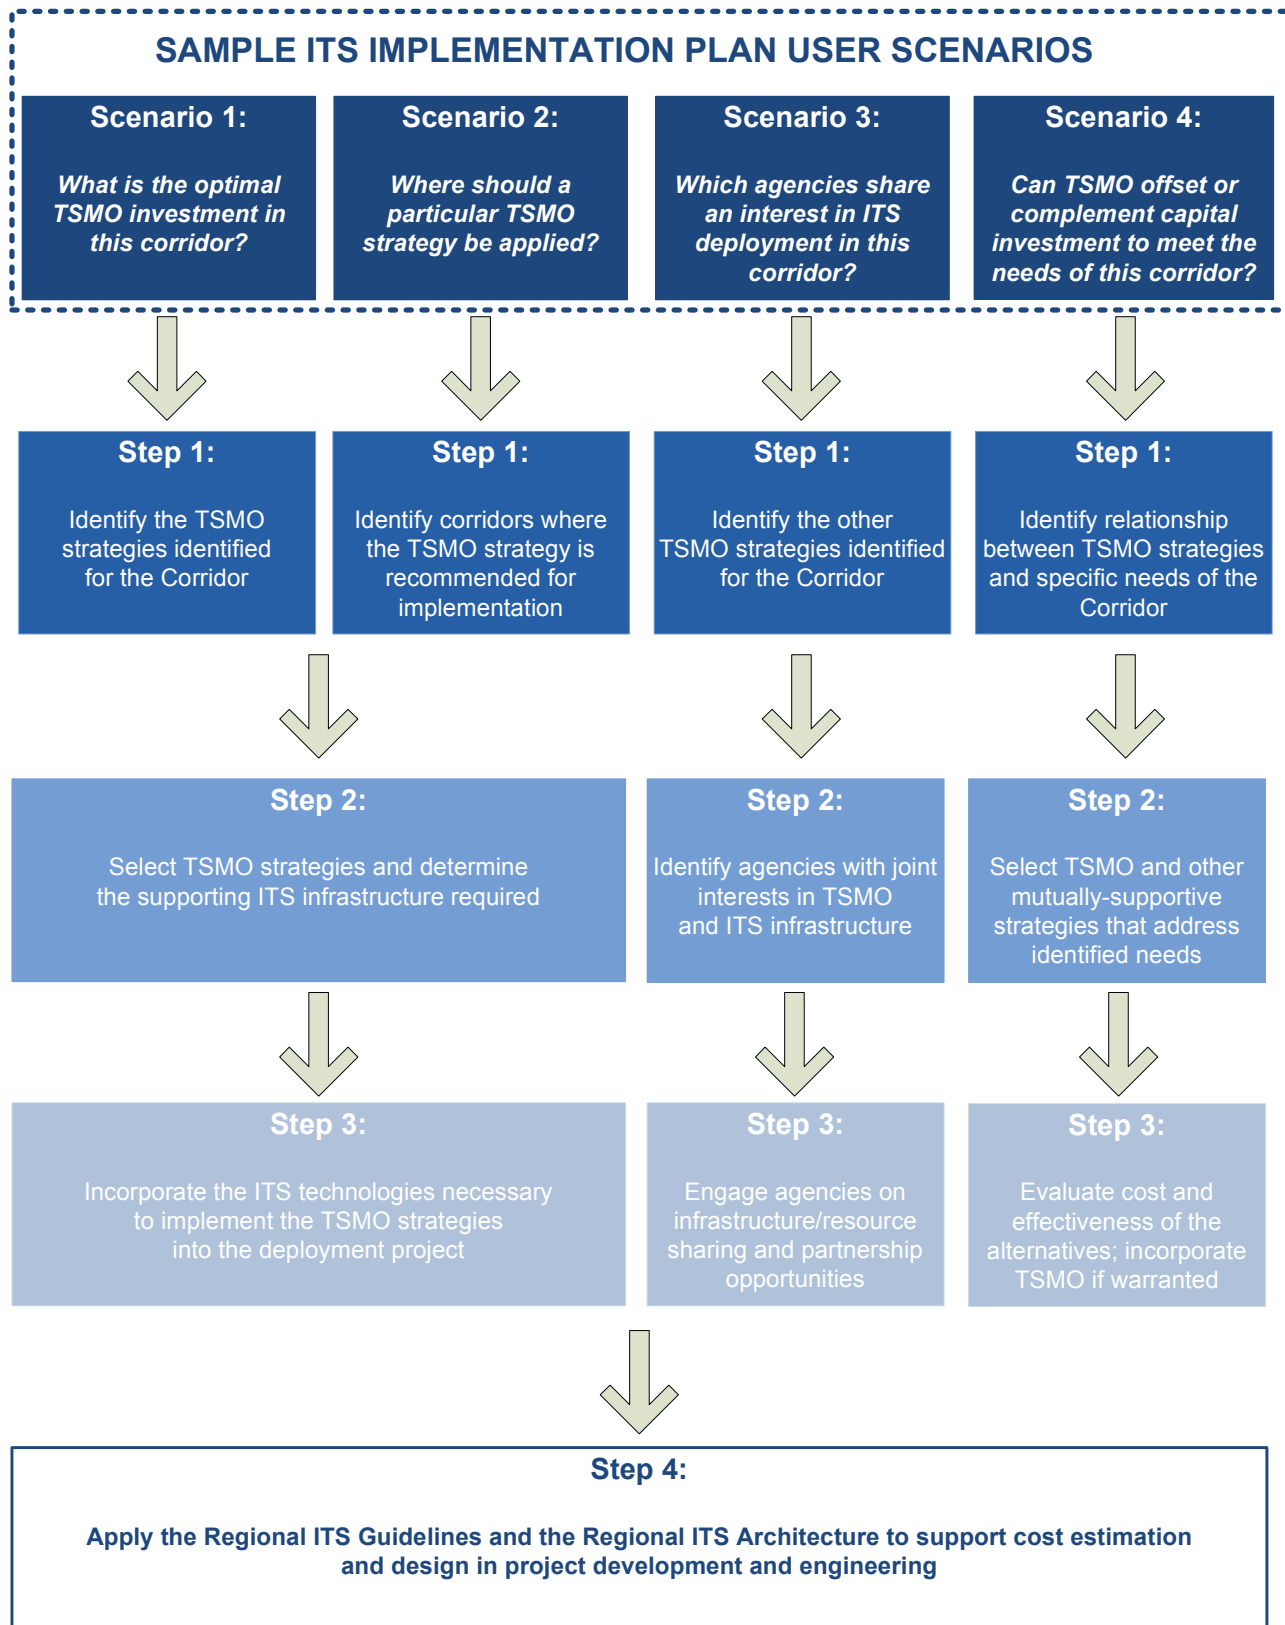 SAMPLE ITS IMPLEMENTATION PLAN USER SCENARIOS
Scenario 1:
What is the optimal
TSMO investment in
this corridor?
Scenario 2:
Where should a
particular TSMO
strategy be applied?
Scenario 3:
Which agencies share
an interest in ITS
deployment in this
corridor?
Scenario 4:
Can TSMO offset or
complement capital
investment to meet the
needs of this corridor?
Step 1:
Identify the TSMO
strategies identified
for the Corridor
Step 1:
Identify corridors where
the TSMO strategy is
recommended for
implementation
Step 1:
Identify the other
TSMO strategies identified
for the Corridor
Step 1:
Identify relationship
between TSMO strategies
and specific needs of the
Corridor
Step 2:
Select TSMO strategies and determine
the supporting ITS infrastructure required
Step 2:
Identify agencies with joint
interests in TSMO
and ITS infrastructure
Step 2:
Select TSMO and other
mutually-supportive
strategies that address
identified needs
Step 3:
Incorporate the ITS technologies necessary
to implement the TSMO strategies
into the deployment project
Step 3:
Engage agencies on
infrastructure/resource
sharing and partnership
opportunities
Step 3:
Evaluate cost and
effectiveness of the
alternatives; incorporate
TSMO if warranted
Step 4:
Apply the Regional ITS Guidelines and the Regional ITS Architecture to support cost estimation
and design in project development and engineering